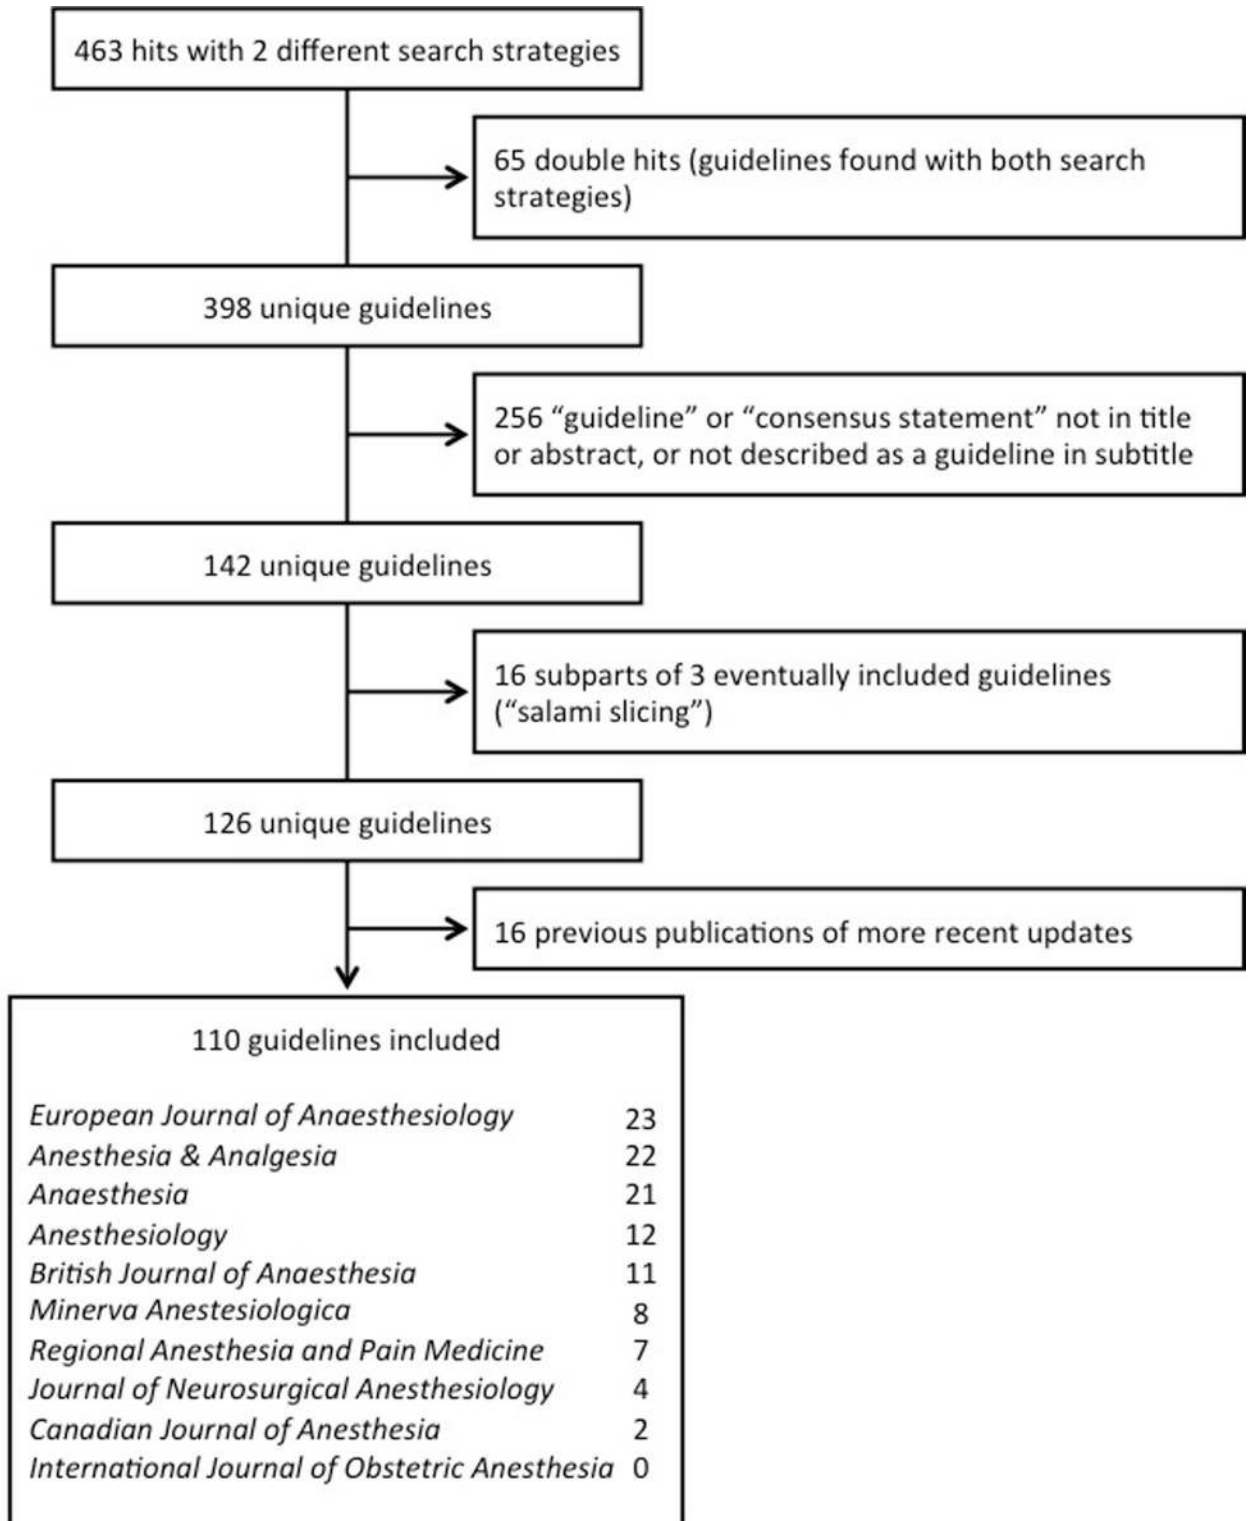 463 hits with 2 different search strategies
65 double hits (guidelines found with both search
strategies)
398 unique guidelines
256 “guideline” or “consensus statement” not in title
or abstract, or not described as a guideline in subtitle
142 unique guidelines
16 subparts of 3 eventually included guidelines
(“salami slicing”)
126 unique guidelines
16 previous publications of more recent updates
110 guidelines included
European Journal of Anaesthesiology 23
Anesthesia & Analgesia 22
Anaesthesia 21
Anesthesiology 12
British Journal of Anaesthesia 11
Minerva Anestesiologica 8
Regional Anesthesia and Pain Medicine 7
Journal of Neurosurgical Anesthesiology 4
Canadian Journal of Anesthesia 2
International Journal of Obstetric Anesthesia 0